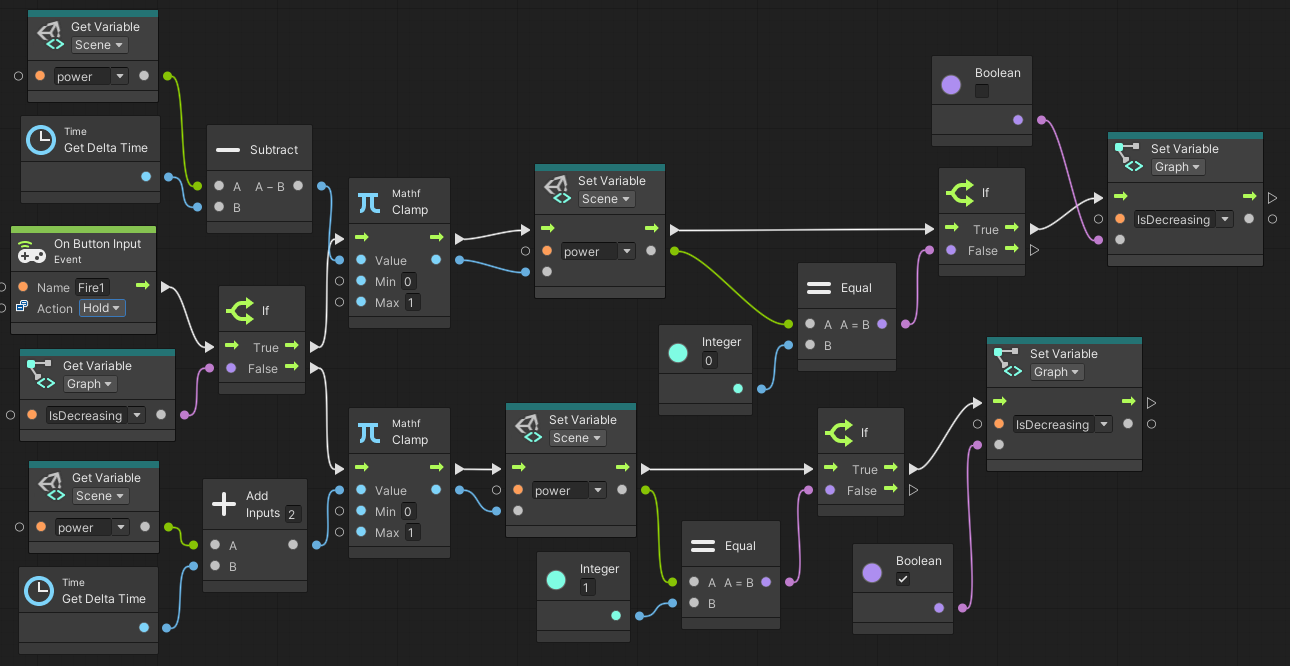 Get Variable
Scene
power
Time
Get Delta Time
Subtract
A A − B
B
On Button Input
Event
Name Fire1
Action Hold
Get Variable
Graph
IsDecreasing
If
True
False
Get Variable
Scene
power
Time
Get Delta Time
Add
Inputs 2
A
B
Mathf
Clamp
Value
Min 0
Max 1
Mathf
Clamp
Value
Min 0
Max 1
Set Variable
Scene
power
Set Variable
Scene
power
Integer
0
Equal
A A = B
B
Integer
1
Equal
A A = B
B
Boolean
If
True
False
Set Variable
Graph
IsDecreasing
If
True
False
Boolean
Set Variable
Graph
IsDecreasing